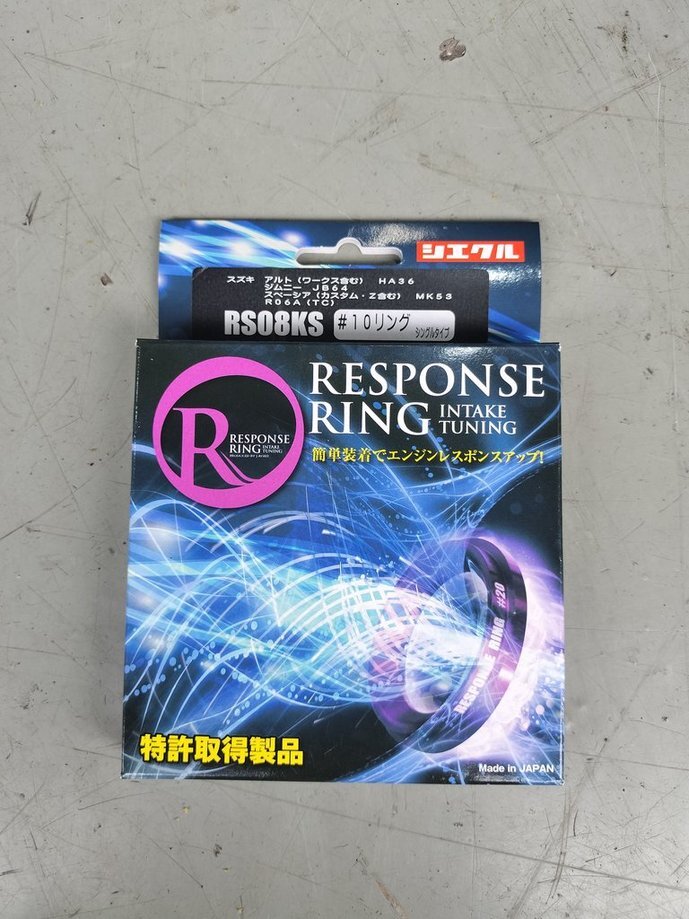 シエクル
スズキ アルト（ワークス含む） HA36
ジムニー JB64
スペーシア（カスタム・Z含む） MK53
R06A（TC）
RS08KS #10リング シングルタイプ
RESPONSE
RING INTAKE
TUNING
簡単装着でエンジンレスポンスアップ!
R RESPONSE
RING INTAKE
TUNING
RESPONSE RING #20
特許取得製品
Made in JAPAN